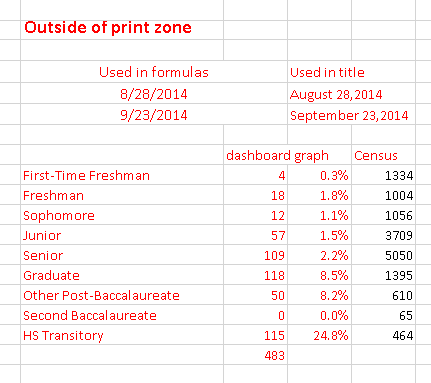 Outside of print zone
Used in formulas Used in title
8/28/2014 August 28,2014
9/23/2014 September 23,2014
dashboard graph Census
First-Time Freshman 4 0.3% 1334
Freshman 18 1.8% 1004
Sophomore 12 1.1% 1056
Junior 57 1.5% 3709
Senior 109 2.2% 5050
Graduate 118 8.5% 1395
Other Post-Baccalaureate 50 8.2% 610
Second Baccalaureate 0 0.0% 65
HS Transitory 115 24.8% 464
483